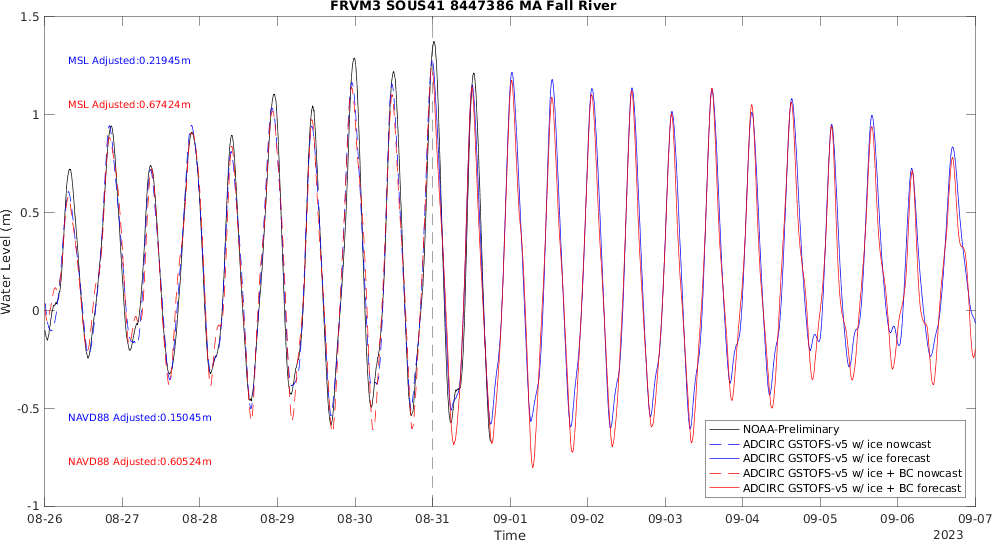 FRVM3 SOUS41 8447386 MA Fall River
1.5
1
0.5
0
-0.5
-1
Water Level (m)
MSL Adjusted:0.21945m
MSL Adjusted:0.67424m
NAVD88 Adjusted:0.15045m
NAVD88 Adjusted:0.60524m
NOAA-Preliminary
ADCIRC GSTOFS-v5 w/ ice nowcast
ADCIRC GSTOFS-v5 w/ ice forecast
ADCIRC GSTOFS-v5 w/ ice + BC nowcast
ADCIRC GSTOFS-v5 w/ ice + BC forecast
08-26 08-27 08-28 08-29 08-30 08-31 09-01 09-02 09-03 09-04 09-05 09-06 09-07
Time
2023